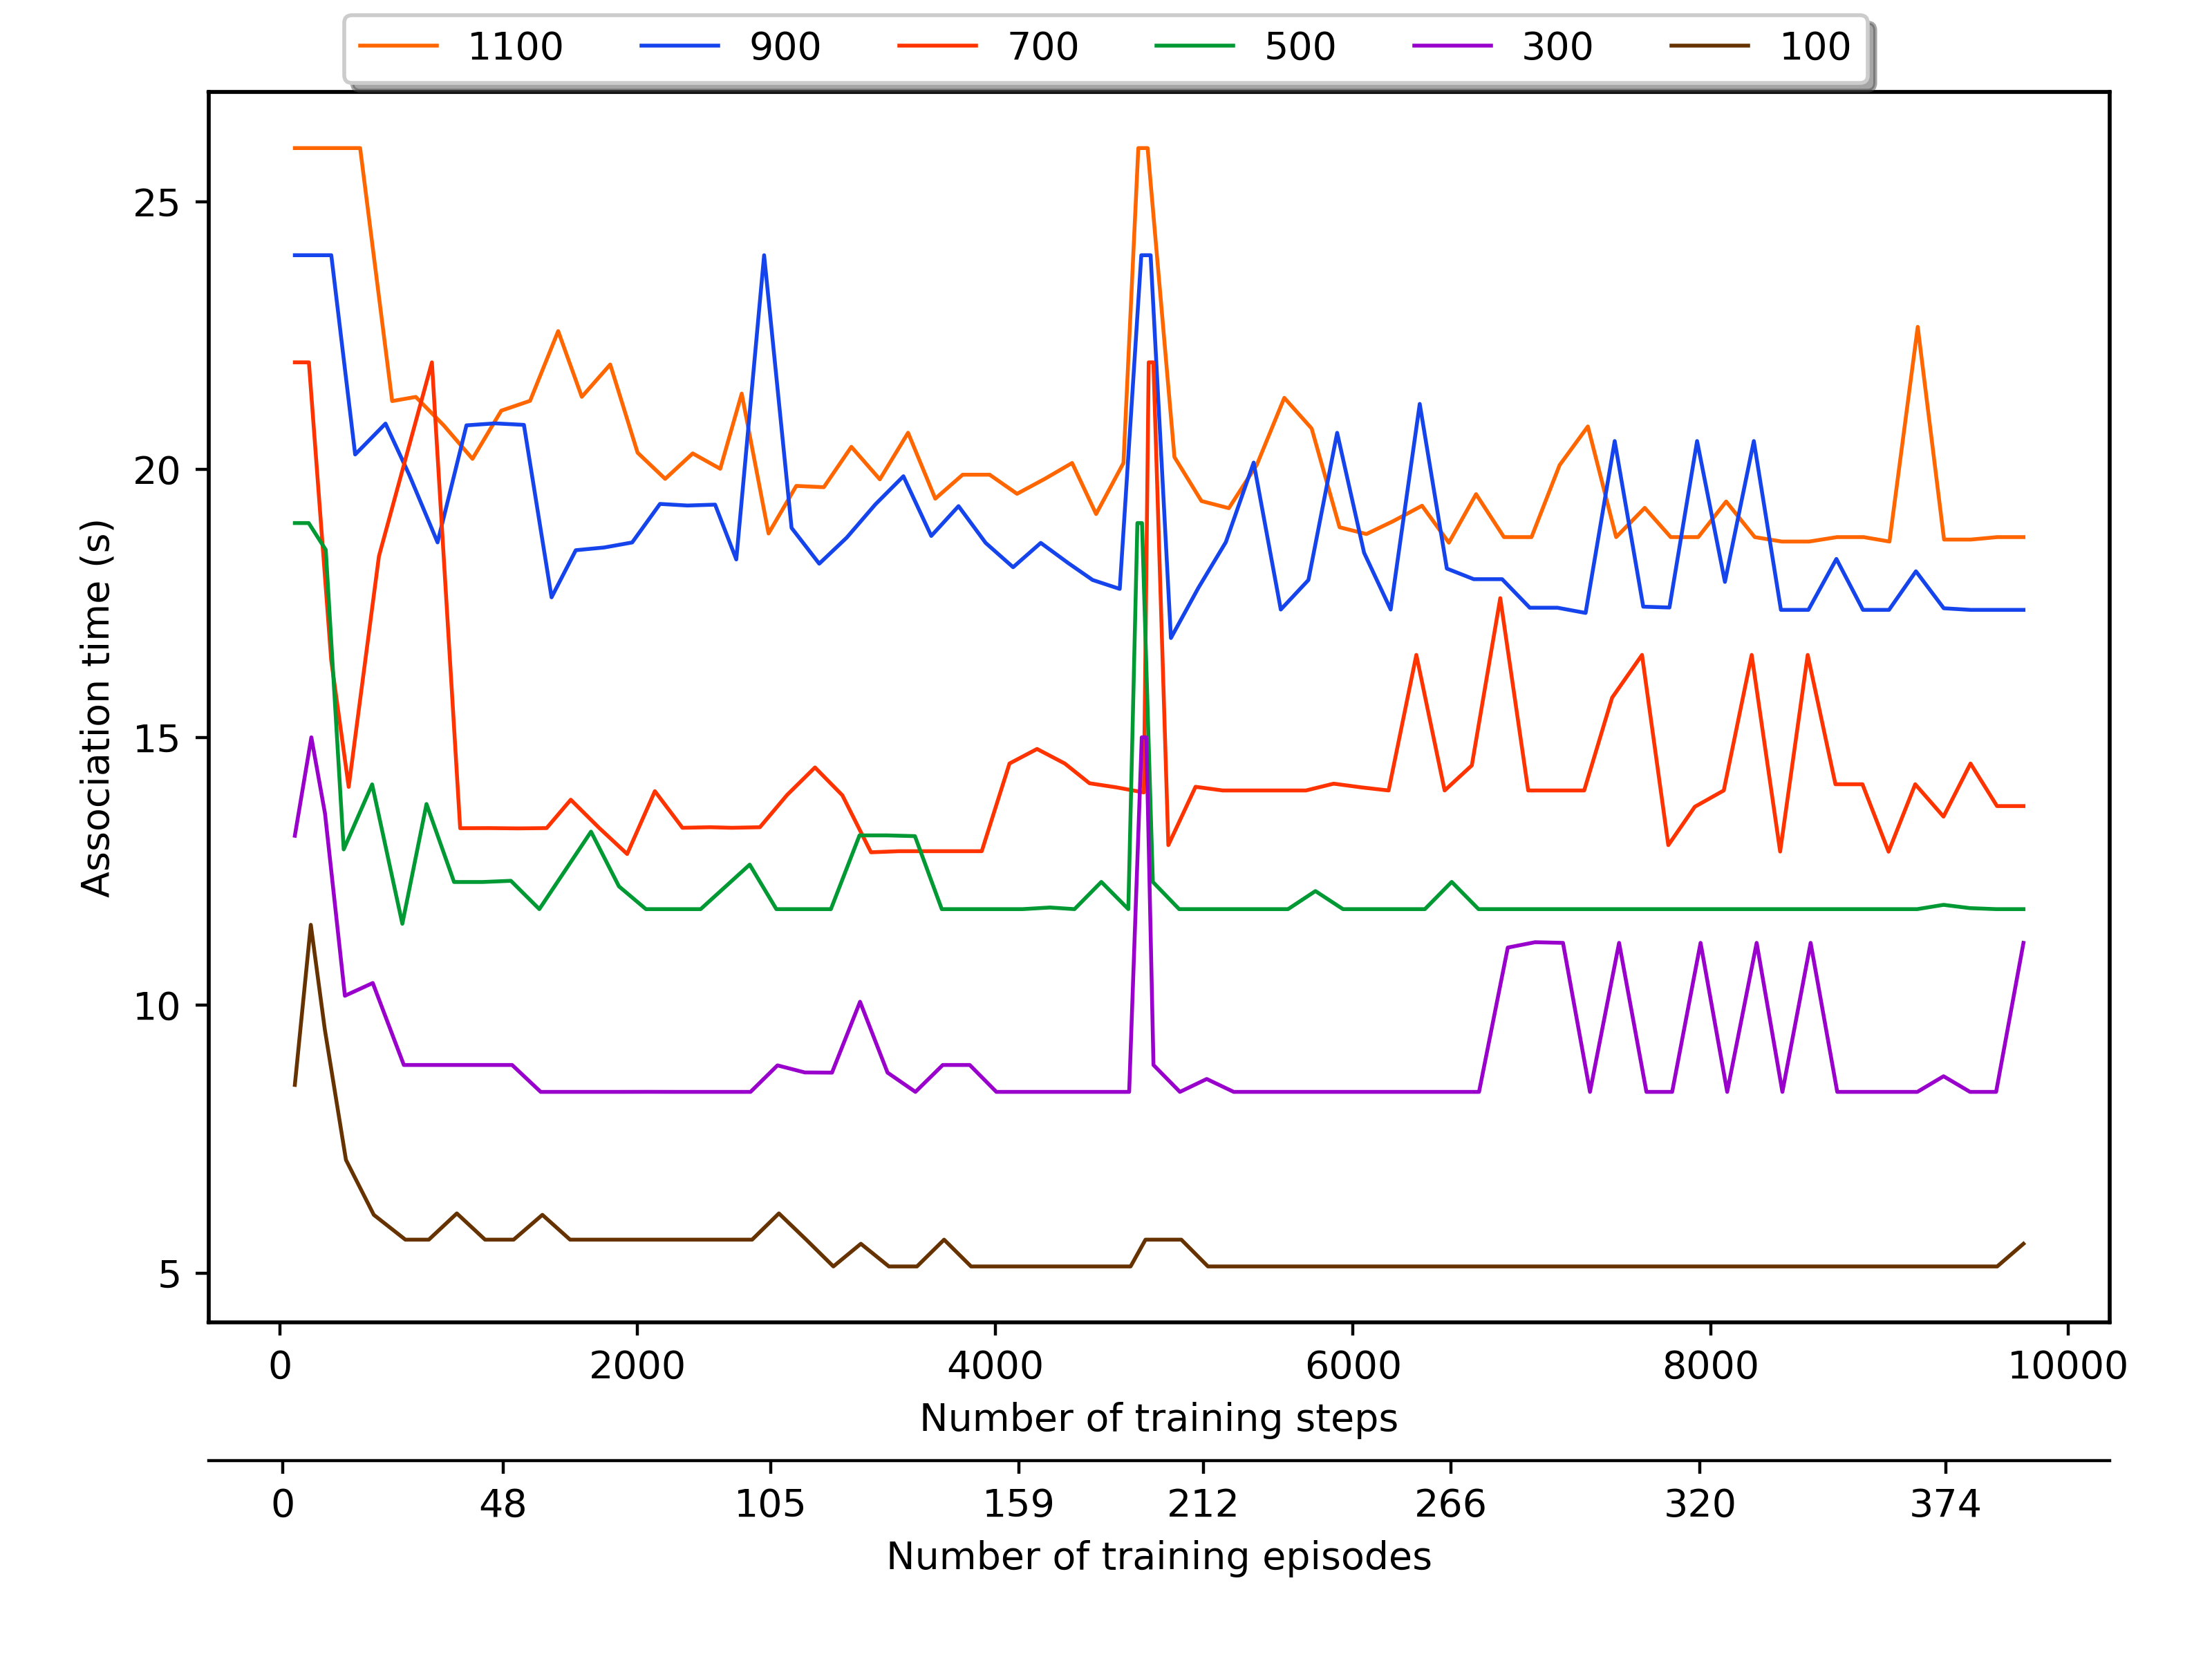 1100 900 700 500 300 100
25
20
15
10
5
Association time (s)
0 2000 4000 6000 8000 10000
Number of training steps
0 48 105 159 212 266 320 374
Number of training episodes